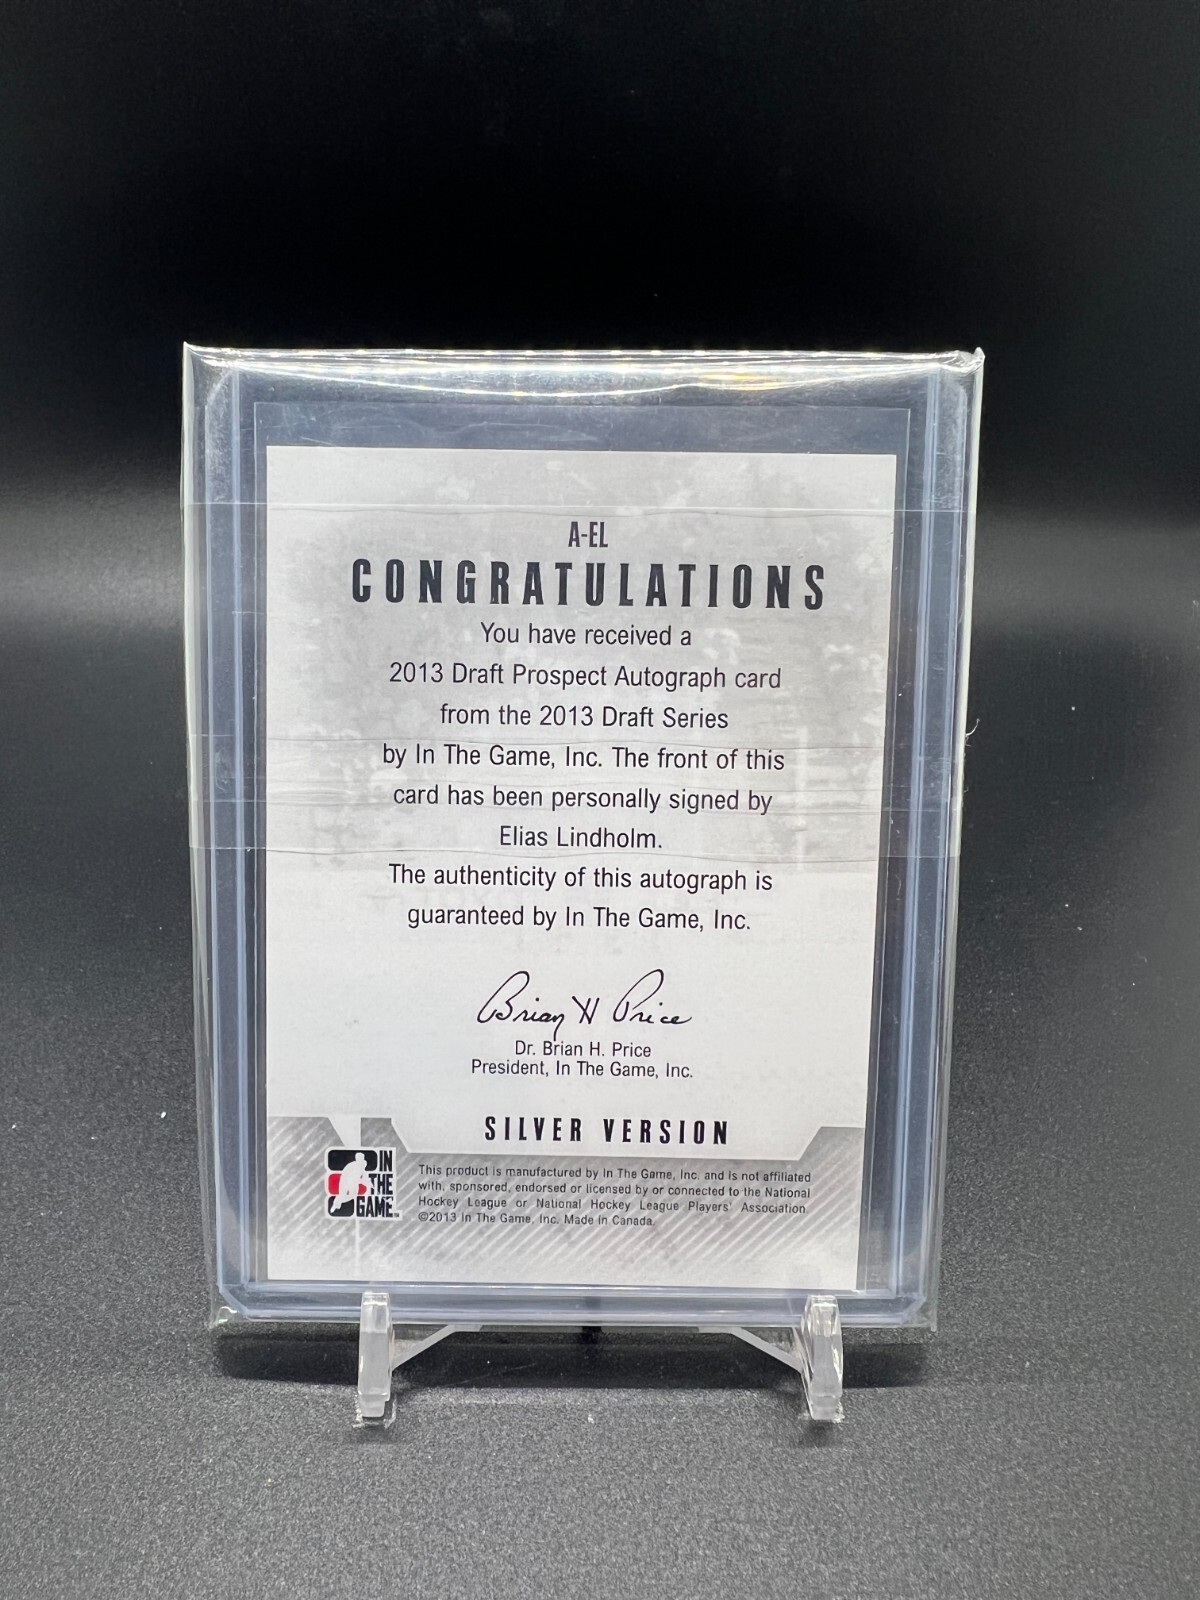 A-EL
CONGRATULATIONS
You have received a
2013 Draft Prospect Autograph card
from the 2013 Draft Series
by In The Game, Inc. The front of this
card has been personally signed by
Elias Lindholm.
The authenticity of this autograph is
guaranteed by In The Game, Inc.
Brian H Price
Dr. Brian H. Price
President, In The Game, Inc.
SILVER VERSION
IN
THE
GAME™
This product is manufactured by In The Game, Inc. and is not affiliated
with, sponsored, endorsed or licensed by or connected to the National
Hockey League or National Hockey League Players' Association.
©2013 In The Game, Inc. Made in Canada.